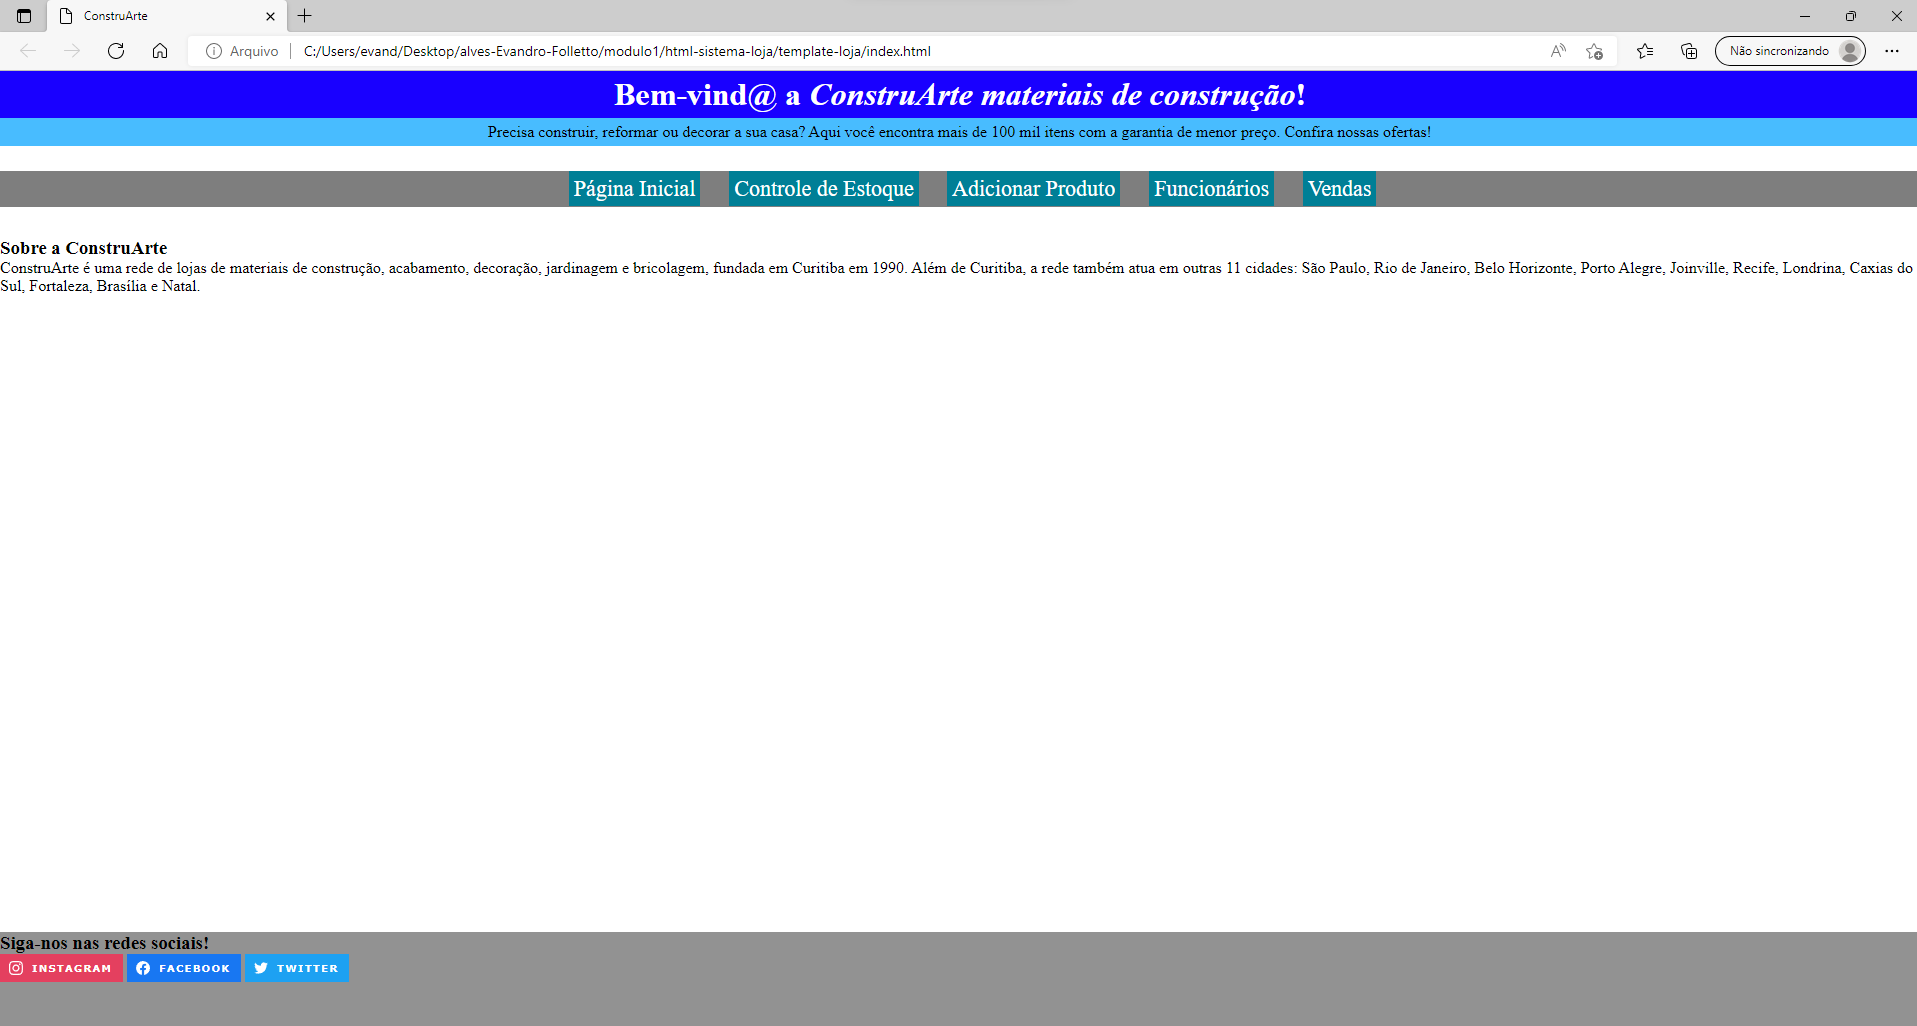 ConstruArte
Arquivo
C:/Users/evand/Desktop/alves-Evandro-Folletto/modulo1/html-sistema-loja/template-loja/index.html
Não sincronizando
Bem-vind@ a ConstruArte materiais de construção!
Precisa construir, reformar ou decorar a sua casa? Aqui você encontra mais de 100 mil itens com a garantia de menor preço. Confira nossas ofertas!
Página Inicial
Controle de Estoque
Adicionar Produto
Funcionários
Vendas
Sobre a ConstruArte
ConstruArte é uma rede de lojas de materiais de construção, acabamento, decoração, jardinagem e bricolagem, fundada em Curitiba em 1990. Além de Curitiba, a rede também atua em outras 11 cidades: São Paulo, Rio de Janeiro, Belo Horizonte, Porto Alegre, Joinville, Recife, Londrina, Caxias do
Sul, Fortaleza, Brasília e Natal.
Siga-nos nas redes sociais!
INSTAGRAM
FACEBOOK
TWITTER